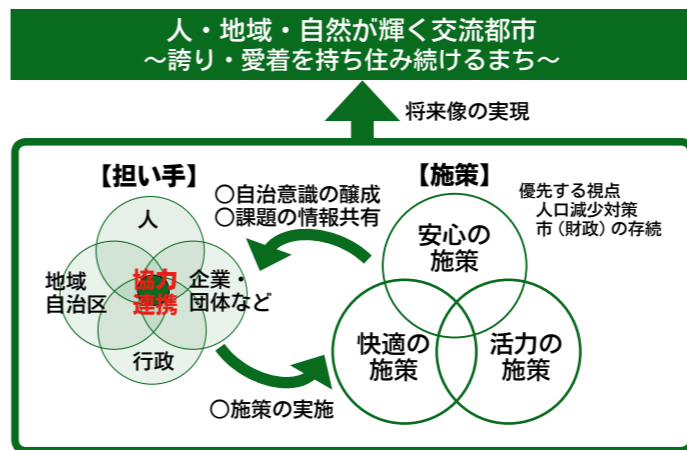 人・地域・自然が輝く交流都市
～誇り・愛着を持ち住み続けるまち～
将来像の実現
【担い手】
人
地域
自治区
協力
連携
企業・
団体など
行政
〇自治意識の醸成
〇課題の情報共有
〇施策の実施
【施策】
優先する視点
人口減少対策
市（財政）の存続
安心の
施策
快適の
施策
活力の
施策